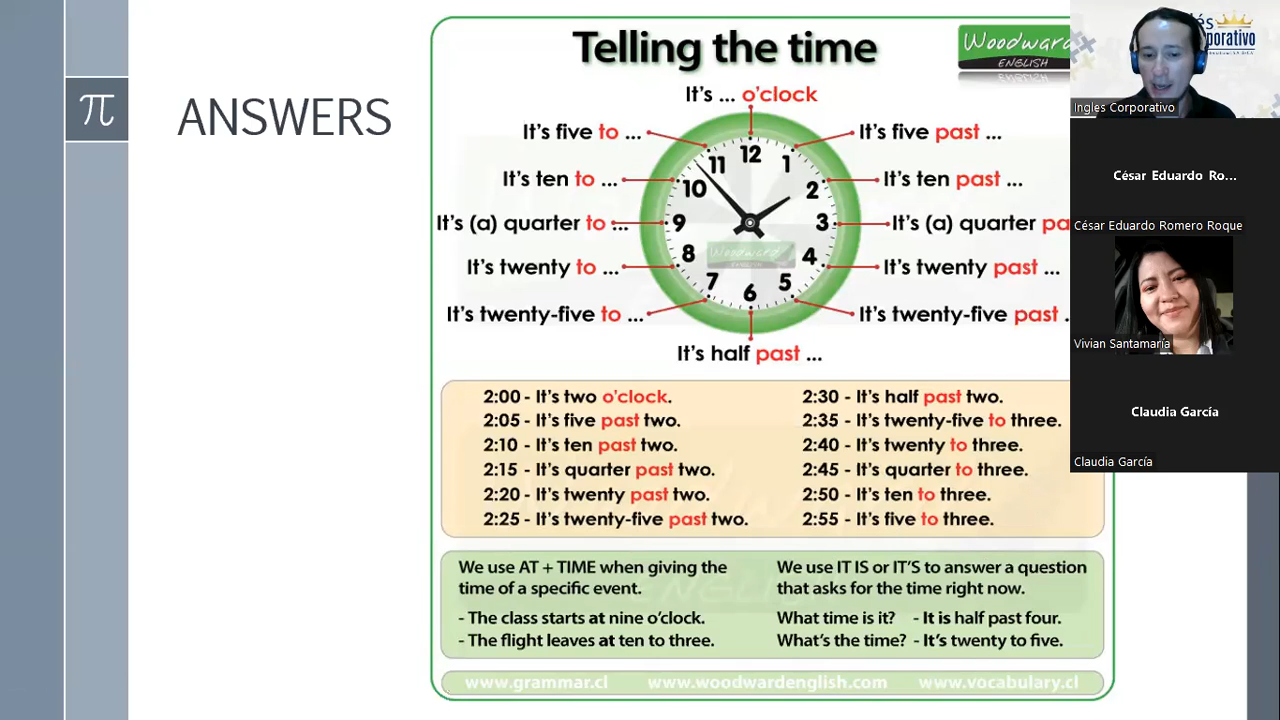 π
ANSWERS
Telling the time
Woodward
ENGLISH
It's ... o'clock
It's five to ...
It's five past ...
It's ten to ...
It's ten past ...
It's (a) quarter to ...
It's (a) quarter pa
It's twenty to ...
It's twenty past ...
It's twenty-five to ...
It's twenty-five past .
It's half past ...
12
1
2
3
4
5
6
7
8
9
10
11
2:00 - It's two o'clock.
2:05 - It's five past two.
2:10 - It's ten past two.
2:15 - It's quarter past two.
2:20 - It's twenty past two.
2:25 - It's twenty-five past two.
2:30 - It's half past two.
2:35 - It's twenty-five to three.
2:40 - It's twenty to three.
2:45 - It's quarter to three.
2:50 - It's ten to three.
2:55 - It's five to three.
We use AT + TIME when giving the
time of a specific event.
- The class starts at nine o'clock.
- The flight leaves at ten to three.
We use IT IS or IT'S to answer a question
that asks for the time right now.
What time is it? - It is half past four.
What's the time? - It's twenty to five.
www.grammar.cl www.woodwardenglish.com www.vocabulary.cl
és
orporativo
Ingles Corporativo
César Eduardo Ro...
César Eduardo Romero Roque
Vivian Santamaría
Claudia García
Claudia García